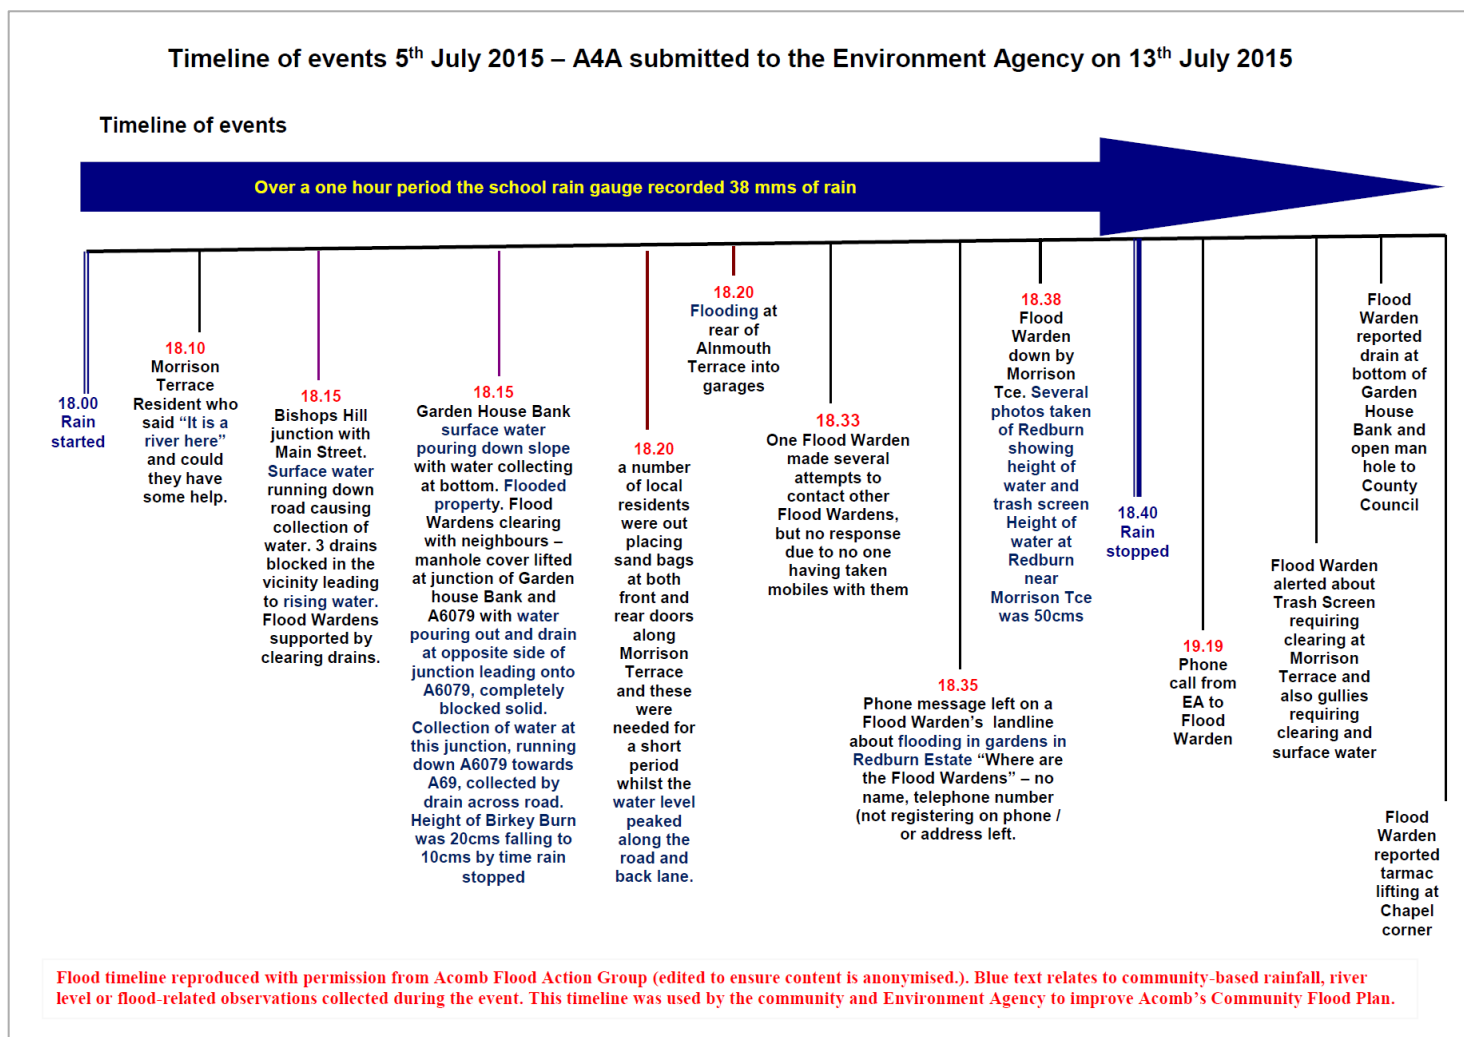 Timeline of events 5th July 2015 – A4A submitted to the Environment Agency on 13th July 2015
Timeline of events
Over a one hour period the school rain gauge recorded 38 mms of rain
18.00
Rain
started
18.10
Morrison
Terrace
Resident who
said “It is a
river here”
and could
they have
some help.
18.15
Bishops Hill
junction with
Main Street.
Surface water
running down
road causing
collection of
water. 3 drains
blocked in the
vicinity leading
to rising water.
Flood Wardens
supported by
clearing drains.
18.15
Garden House Bank
surface water
pouring down slope
with water collecting
at bottom. Flooded
property. Flood
Wardens clearing
with neighbours –
manhole cover lifted
at junction of Garden
house Bank and
A6079 with water
pouring out and drain
at opposite side of
junction leading onto
A6079, completely
blocked solid.
Collection of water at
this junction, running
down A6079 towards
A69, collected by
drain across road.
Height of Birkey Burn
was 20cms falling to
10cms by time rain
stopped
18.20
a number
of local
residents
were out
placing
sand bags
at both
front and
rear doors
along
Morrison
Terrace
and these
were
needed for
a short
period
whilst the
water level
peaked
along the
road and
back lane.
18.20
Flooding at
rear of
Alnmouth
Terrace into
garages
18.33
One Flood Warden
made several
attempts to
contact other
Flood Wardens,
but no response
due to no one
having taken
mobiles with them
18.35
Phone message left on a
Flood Warden’s landline
about flooding in gardens in
Redburn Estate “Where are
the Flood Wardens” – no
name, telephone number
(not registering on phone /
or address left.
18.38
Flood
Warden
down by
Morrison
Tce. Several
photos taken
of Redburn
showing
height of
water and
trash screen
Height of
water at
Redburn
near
Morrison Tce
was 50cms
18.40
Rain
stopped
19.19
Phone
call from
EA to
Flood
Warden
Flood Warden
alerted about
Trash Screen
requiring
clearing at
Morrison
Terrace and
also gullies
requiring
clearing and
surface water
Flood
Warden
reported
drain at
bottom of
Garden
House
Bank and
open man
hole to
County
Council
Flood
Warden
reported
tarmac
lifting at
Chapel
corner
Flood timeline reproduced with permission from Acomb Flood Action Group (edited to ensure content is anonymised.). Blue text relates to community-based rainfall, river
level or flood-related observations collected during the event. This timeline was used by the community and Environment Agency to improve Acomb’s Community Flood Plan.